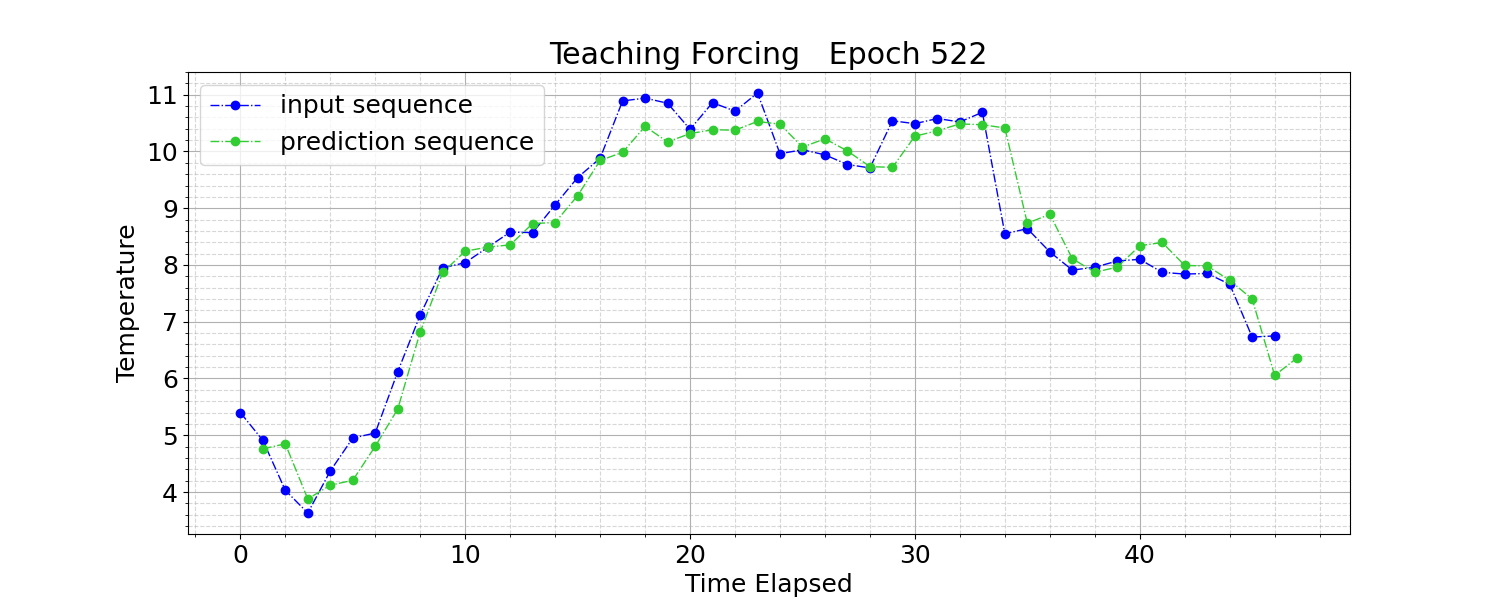 Teaching Forcing   Epoch 522
input sequence
prediction sequence
11
10
9
8
7
6
5
4
Temperature
0 10 20 30 40
Time Elapsed